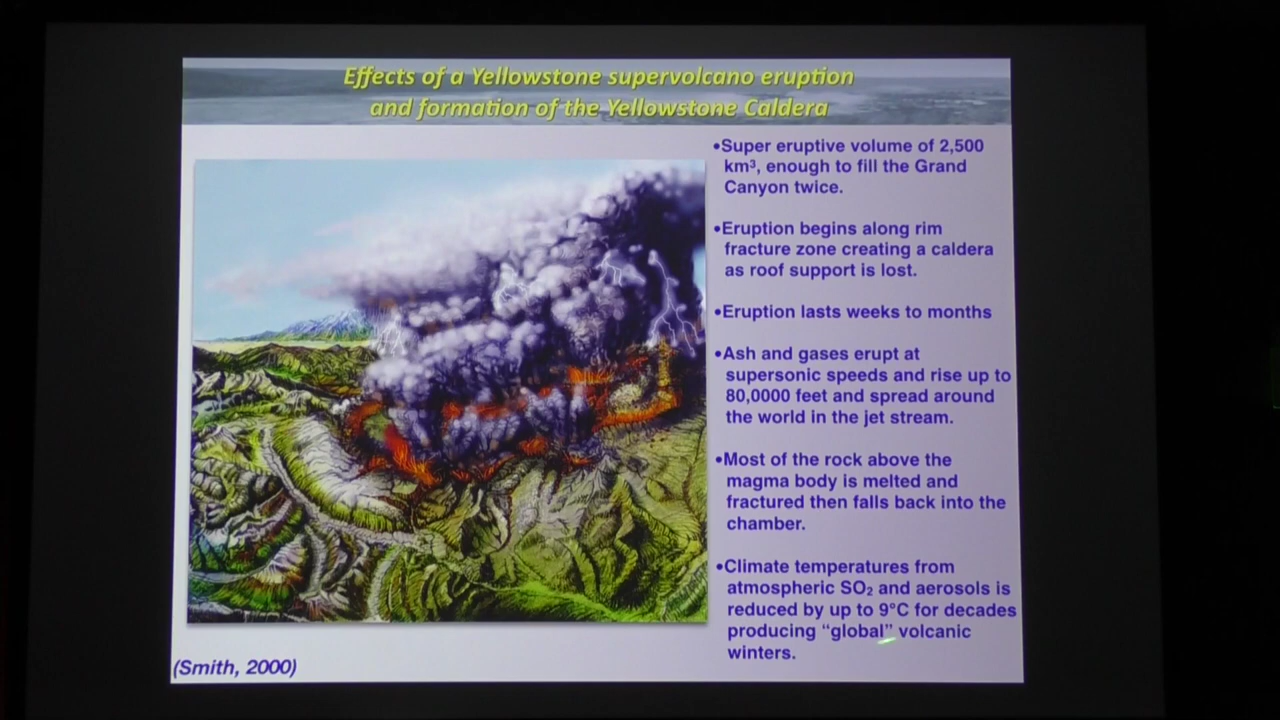 Effects of a Yellowstone supervolcano eruption
and formation of the Yellowstone Caldera
•Super eruptive volume of 2,500
km³, enough to fill the Grand
Canyon twice.
•Eruption begins along rim
fracture zone creating a caldera
as roof support is lost.
•Eruption lasts weeks to months
•Ash and gases erupt at
supersonic speeds and rise up to
80,0000 feet and spread around
the world in the jet stream.
•Most of the rock above the
magma body is melted and
fractured then falls back into the
chamber.
•Climate temperatures from
atmospheric SO₂ and aerosols is
reduced by up to 9°C for decades
producing “global” volcanic
winters.
(Smith, 2000)